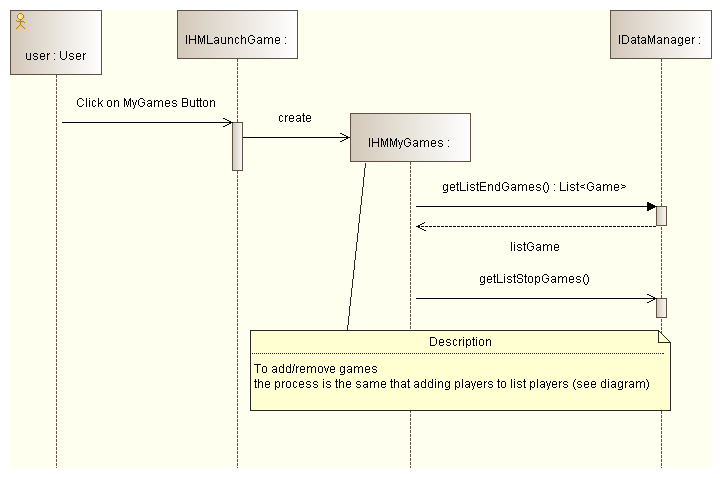 user : User
IHMLaunchGame :
IDataManager :
Click on MyGames Button
create
IHMMyGames :
getListEndGames() : List<Game>
listGame
getListStopGames()
Description
To add/remove games
the process is the same that adding players to list players (see diagram)